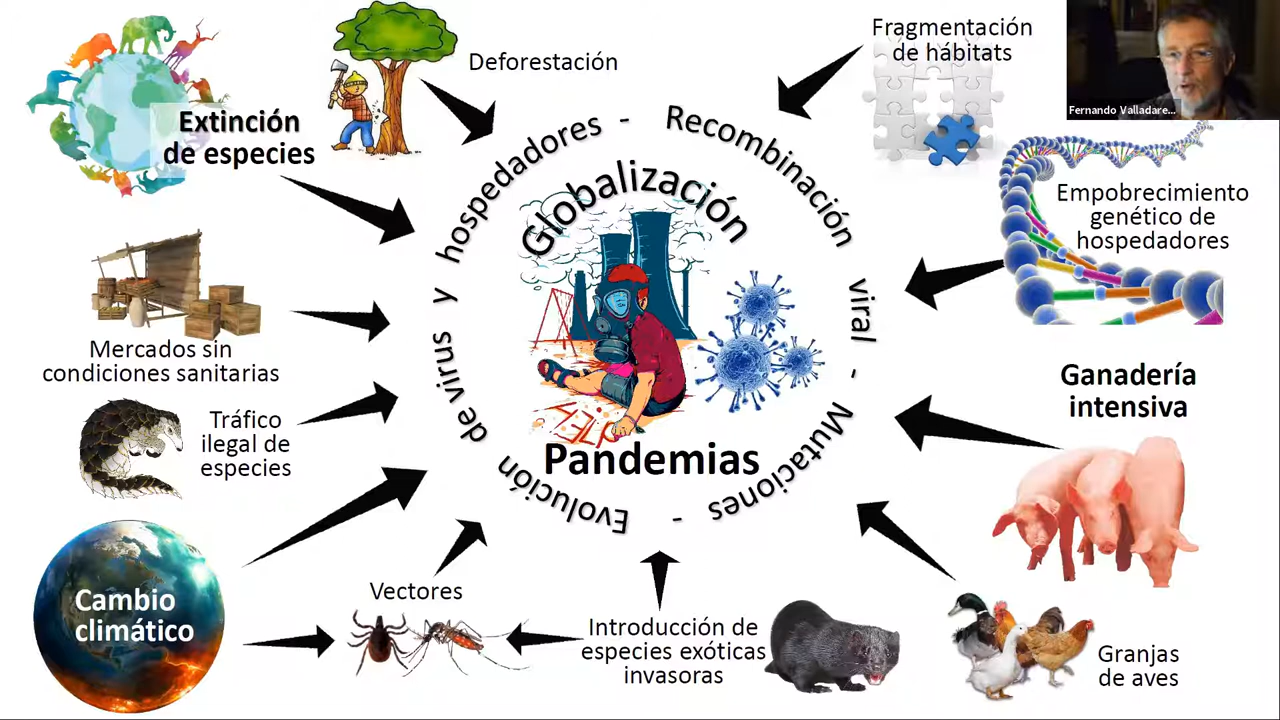 Deforestación
Fragmentación
de hábitats
Fernando Valladare...
Extinción
de especies
Empobrecimiento
genético de
hospedadores
Evolución de virus y hospedadores - Recombinación viral - Mutaciones -
Globalización
Pandemias
Mercados sin
condiciones sanitarias
Tráfico
ilegal de
especies
Ganadería
intensiva
Cambio
climático
Vectores
Introducción de
especies exóticas
invasoras
Granjas
de aves